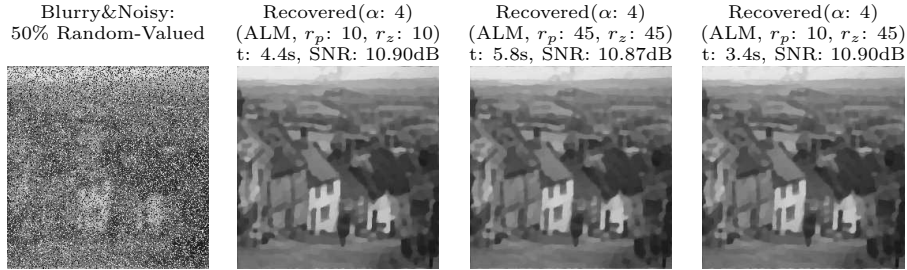 Blurry&Noisy:
50% Random-Valued
Recovered(α: 4)
(ALM, r_p: 10, r_z: 10)
t: 4.4s, SNR: 10.90dB
Recovered(α: 4)
(ALM, r_p: 45, r_z: 45)
t: 5.8s, SNR: 10.87dB
Recovered(α: 4)
(ALM, r_p: 10, r_z: 45)
t: 3.4s, SNR: 10.90dB